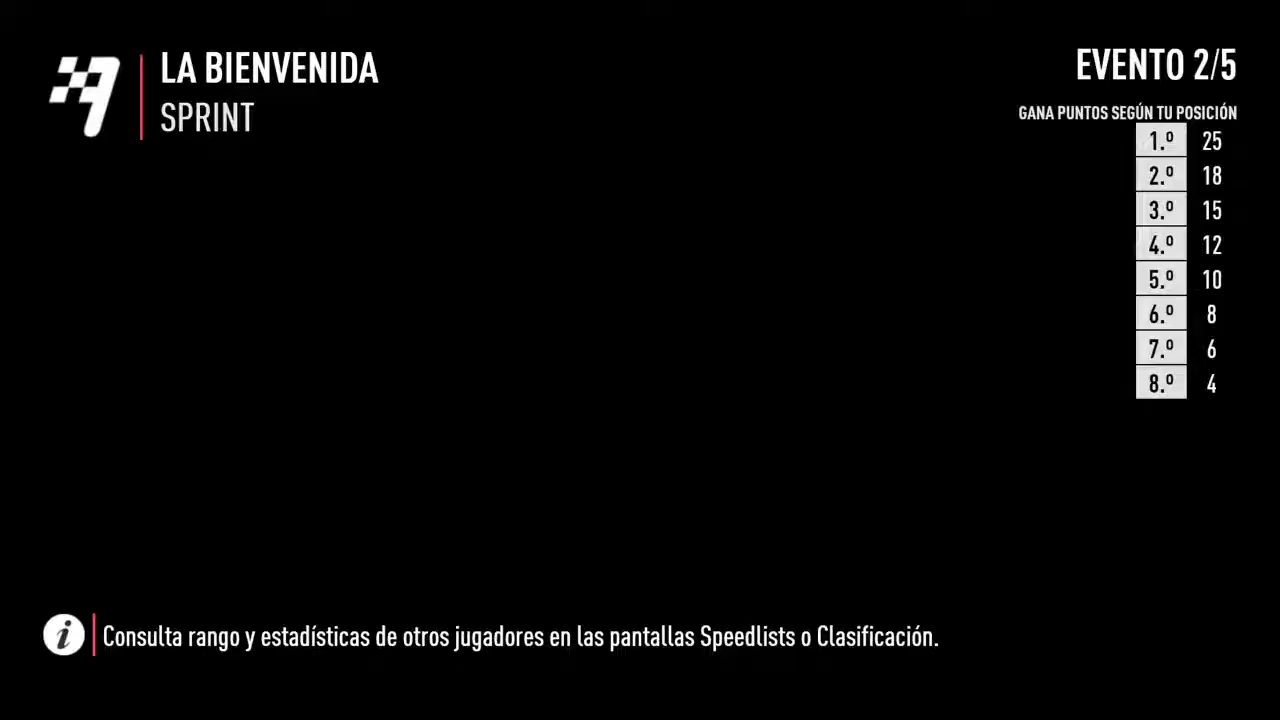 LA BIENVENIDA
SPRINT
EVENTO 2/5
GANA PUNTOS SEGÚN TU POSICIÓN
1.º 25
2.º 18
3.º 15
4.º 12
5.º 10
6.º 8
7.º 6
8.º 4
Consulta rango y estadísticas de otros jugadores en las pantallas Speedlists o Clasificación.